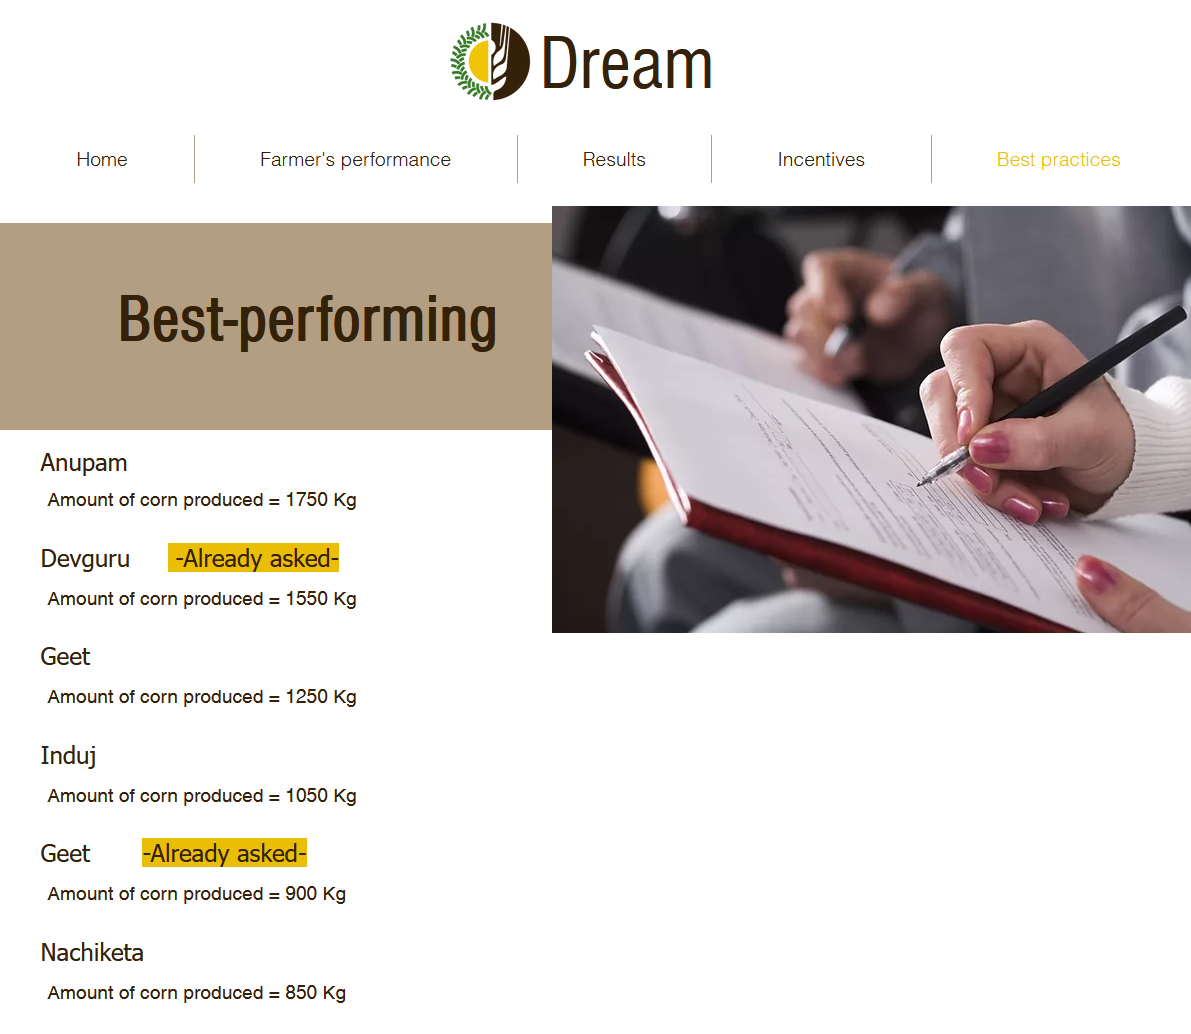 Dream
Home
Farmer's performance
Results
Incentives
Best practices
Best-performing
Anupam
Amount of corn produced = 1750 Kg
Devguru -Already asked-
Amount of corn produced = 1550 Kg
Geet
Amount of corn produced = 1250 Kg
Induj
Amount of corn produced = 1050 Kg
Geet -Already asked-
Amount of corn produced = 900 Kg
Nachiketa
Amount of corn produced = 850 Kg